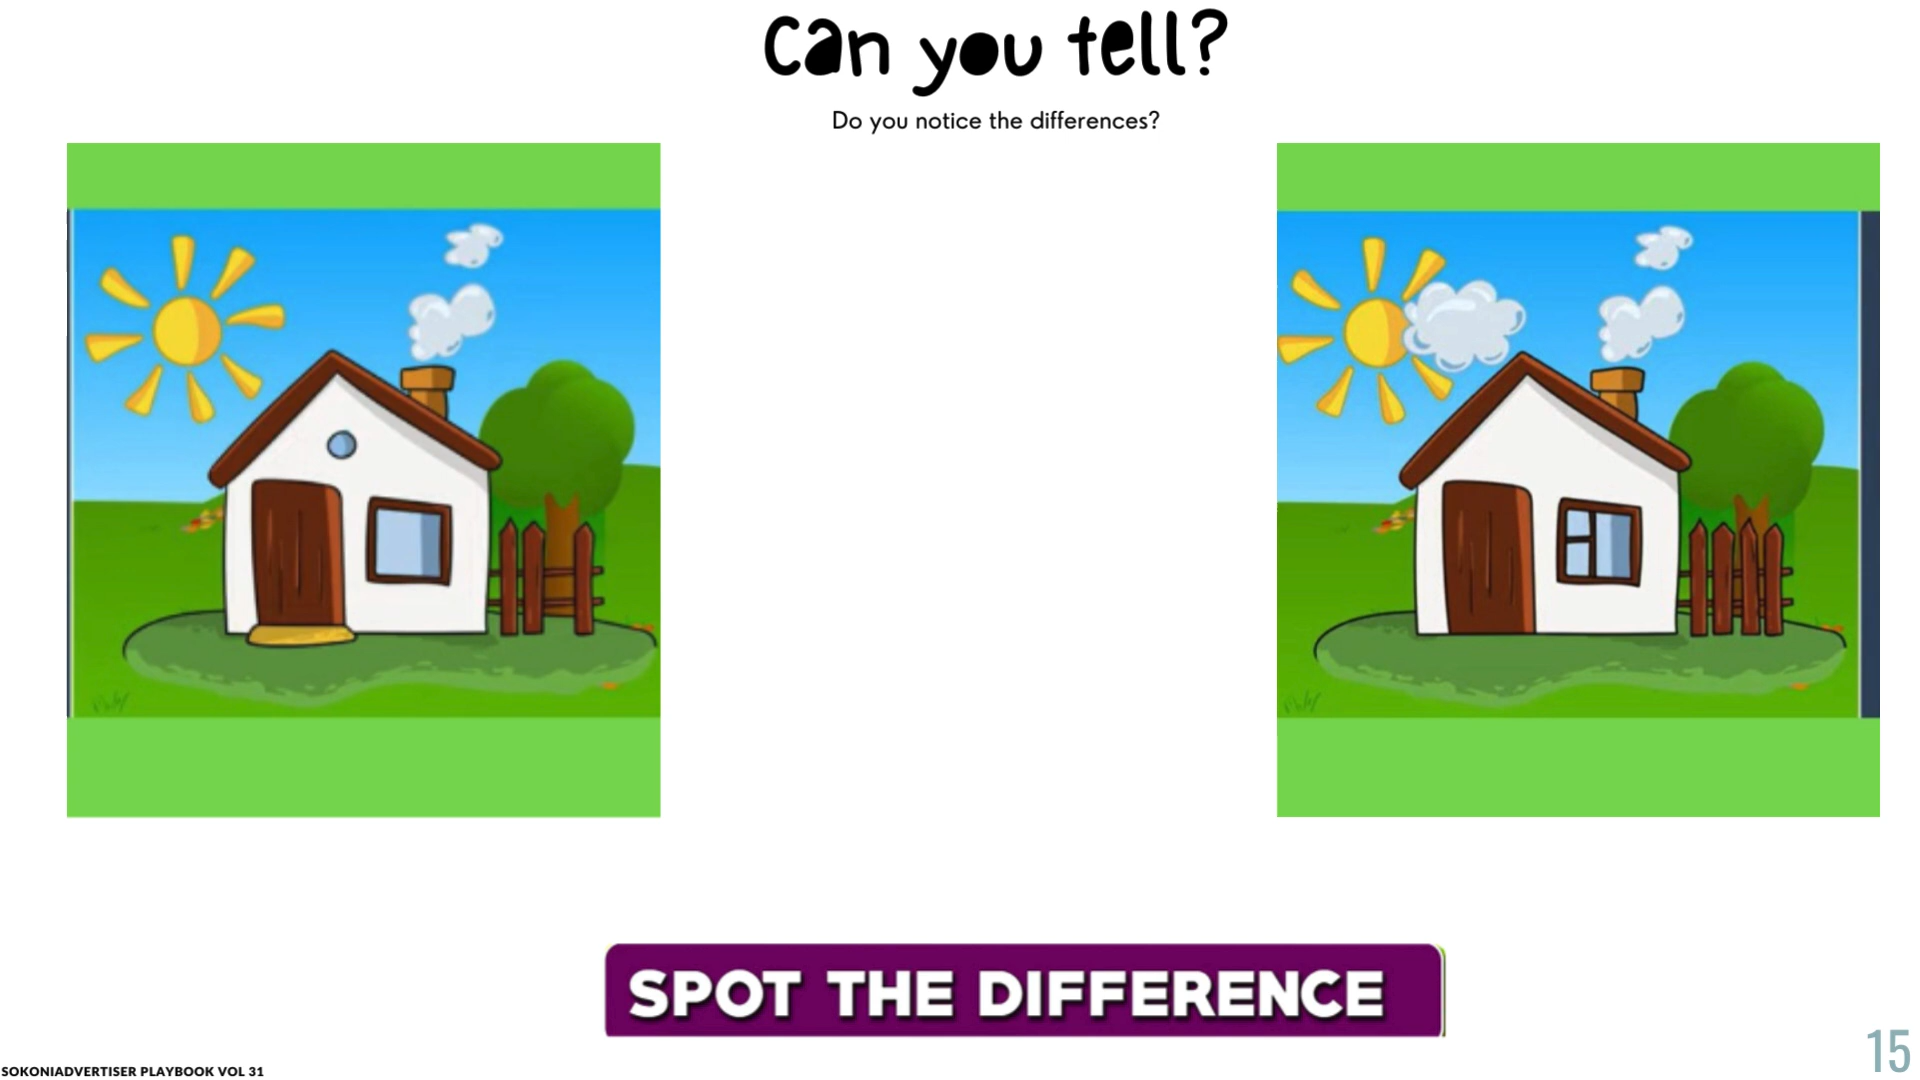 Can you tell?
Do you notice the differences?
SPOT THE DIFFERENCE
SOKONIADVERTISER PLAYBOOK VOL 31
15